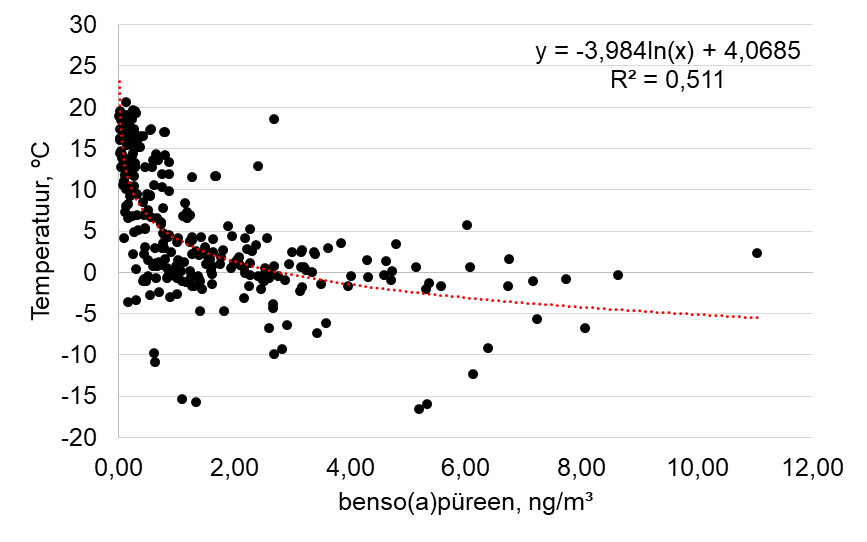 30
25
20
15
10
5
0
-5
-10
-15
-20
Temperatuur, ºC
y = -3,984ln(x) + 4,0685
R² = 0,511
0,00 2,00 4,00 6,00 8,00 10,00 12,00
benso(a)püreen, ng/m³